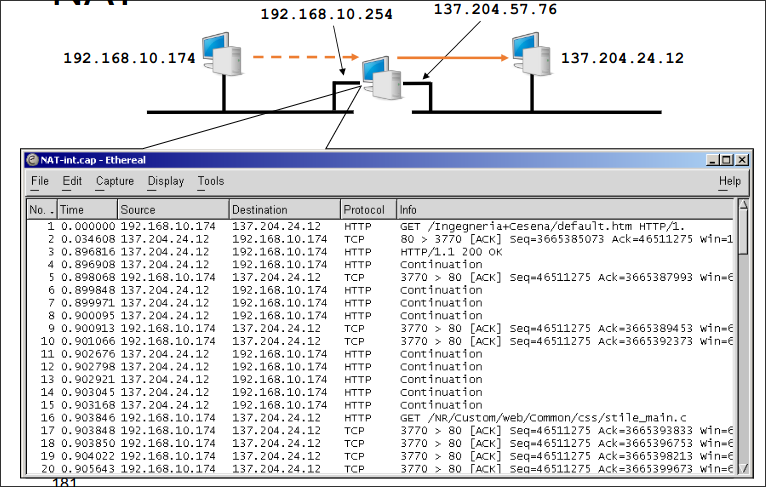 NAT
192.168.10.254
137.204.57.76
192.168.10.174
137.204.24.12
NAT-int.cap - Ethereal
File Edit Capture Display Tools Help
No. . Time Source Destination Protocol Info
1 0.000000 192.168.10.174 137.204.24.12 HTTP GET /Ingegneria+Cesena/default.htm HTTP/1.
2 0.034608 137.204.24.12 192.168.10.174 TCP 80 > 3770 [ACK] Seq=3665385073 Ack=46511275 Win=1
3 0.896816 137.204.24.12 192.168.10.174 HTTP HTTP/1.1 200 OK
4 0.896908 137.204.24.12 192.168.10.174 HTTP Continuation
5 0.898068 192.168.10.174 137.204.24.12 TCP 3770 > 80 [ACK] Seq=46511275 Ack=3665387993 Win=6
6 0.899848 137.204.24.12 192.168.10.174 HTTP Continuation
7 0.899971 137.204.24.12 192.168.10.174 HTTP Continuation
8 0.900095 137.204.24.12 192.168.10.174 HTTP Continuation
9 0.900913 192.168.10.174 137.204.24.12 TCP 3770 > 80 [ACK] Seq=46511275 Ack=3665389453 Win=6
10 0.901066 192.168.10.174 137.204.24.12 TCP 3770 > 80 [ACK] Seq=46511275 Ack=3665392373 Win=6
11 0.902676 137.204.24.12 192.168.10.174 HTTP Continuation
12 0.902798 137.204.24.12 192.168.10.174 HTTP Continuation
13 0.902921 137.204.24.12 192.168.10.174 HTTP Continuation
14 0.903045 137.204.24.12 192.168.10.174 HTTP Continuation
15 0.903168 137.204.24.12 192.168.10.174 HTTP Continuation
16 0.903846 192.168.10.174 137.204.24.12 HTTP GET /NR/Custom/web/Common/css/stile_main.c
17 0.903848 192.168.10.174 137.204.24.12 TCP 3770 > 80 [ACK] Seq=46511275 Ack=3665393833 Win=6
18 0.903850 192.168.10.174 137.204.24.12 TCP 3770 > 80 [ACK] Seq=46511275 Ack=3665396753 Win=6
19 0.904022 192.168.10.174 137.204.24.12 TCP 3770 > 80 [ACK] Seq=46511275 Ack=3665398213 Win=6
20 0.905643 192.168.10.174 137.204.24.12 TCP 3770 > 80 [ACK] Seq=46511275 Ack=3665399673 Win=6
181